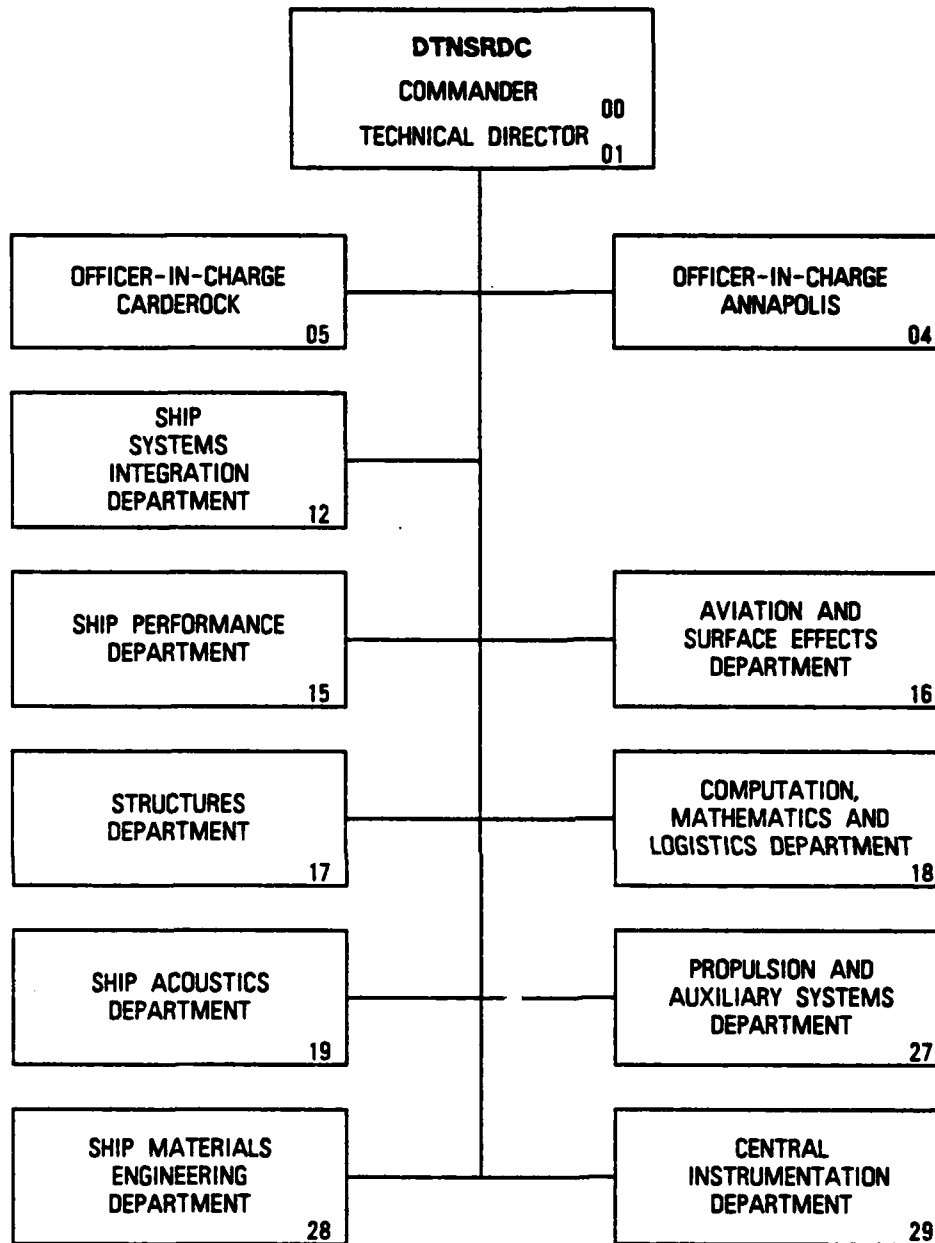 DTNSRDC
COMMANDER
00
TECHNICAL DIRECTOR
01
OFFICER-IN-CHARGE
CARDEROCK
05
OFFICER-IN-CHARGE
ANNAPOLIS
04
SHIP
SYSTEMS
INTEGRATION
DEPARTMENT
12
SHIP PERFORMANCE
DEPARTMENT
15
AVIATION AND
SURFACE EFFECTS
DEPARTMENT
16
STRUCTURES
DEPARTMENT
17
COMPUTATION,
MATHEMATICS AND
LOGISTICS DEPARTMENT
18
SHIP ACOUSTICS
DEPARTMENT
19
PROPULSION AND
AUXILIARY SYSTEMS
DEPARTMENT
27
SHIP MATERIALS
ENGINEERING
DEPARTMENT
28
CENTRAL
INSTRUMENTATION
DEPARTMENT
29